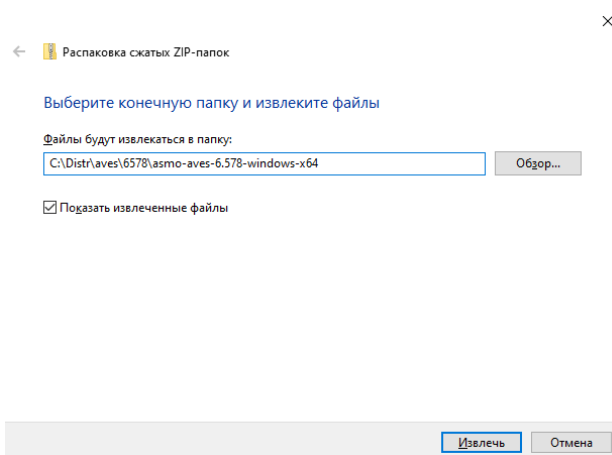 Распаковка сжатых ZIP-папок
Выберите конечную папку и извлеките файлы
Файлы будут извлекаться в папку:
C:\Distr\aves\6578\asmo-aves-6.578-windows-x64
Обзор...
Показать извлеченные файлы
Извлечь
Отмена